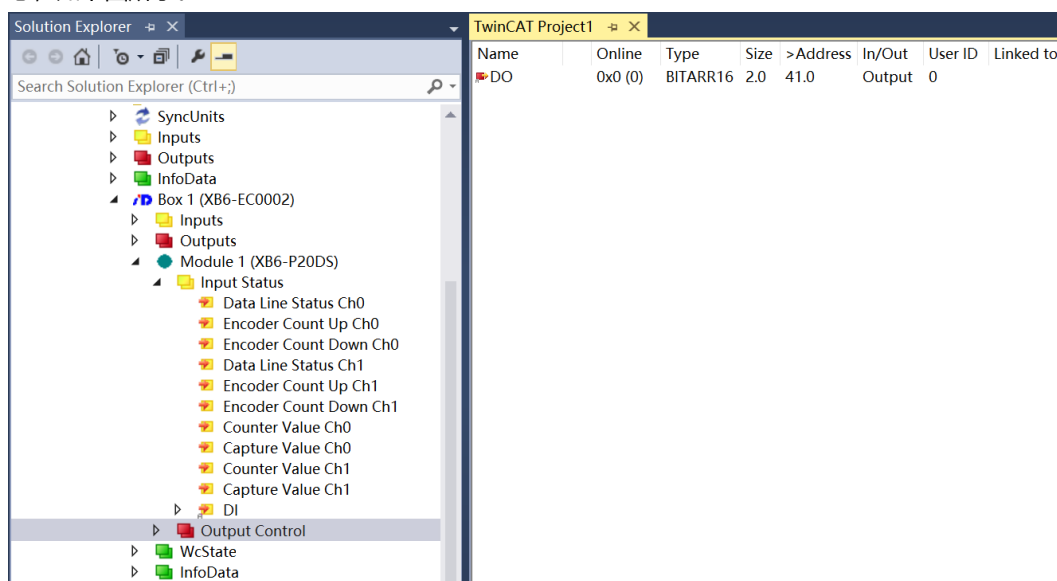 Solution Explorer
Search Solution Explorer (Ctrl+;)
SyncUnits
Inputs
Outputs
InfoData
Box 1 (XB6-EC0002)
Inputs
Outputs
Module 1 (XB6-P20DS)
Input Status
Data Line Status Ch0
Encoder Count Up Ch0
Encoder Count Down Ch0
Data Line Status Ch1
Encoder Count Up Ch1
Encoder Count Down Ch1
Counter Value Ch0
Capture Value Ch0
Counter Value Ch1
Capture Value Ch1
DI
Output Control
WcState
InfoData
TwinCAT Project1
Name Online Type Size >Address In/Out User ID Linked to
DO 0x0 (0) BITARR16 2.0 41.0 Output 0